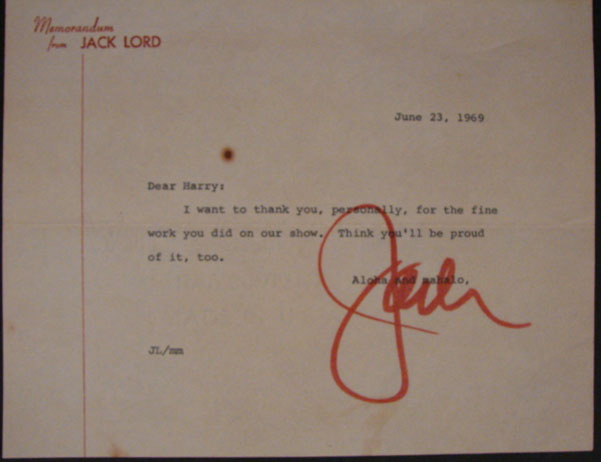 Memorandum
from JACK LORD
June 23, 1969
Dear Harry:
I want to thank you, personally, for the fine
work you did on our show. Think you'll be proud
of it, too.
Aloha and mahalo,
Jack
JL/mm